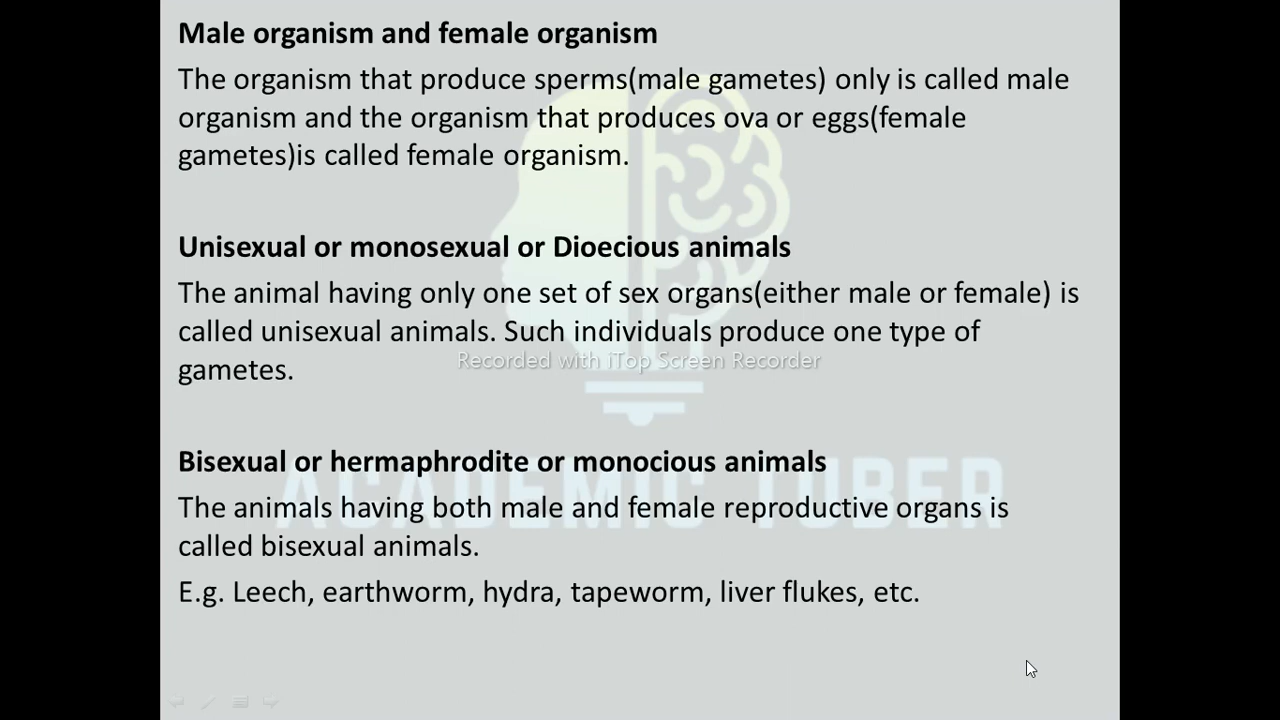 Male organism and female organism
The organism that produce sperms(male gametes) only is called male
organism and the organism that produces ova or eggs(female
gametes)is called female organism.
Unisexual or monosexual or Dioecious animals
The animal having only one set of sex organs(either male or female) is
called unisexual animals. Such individuals produce one type of
Recorded with iTop Screen Recorder
gametes.
Bisexual or hermaphrodite or monocious animals
ACADEMIC TUBER
The animals having both male and female reproductive organs is
called bisexual animals.
E.g. Leech, earthworm, hydra, tapeworm, liver flukes, etc.